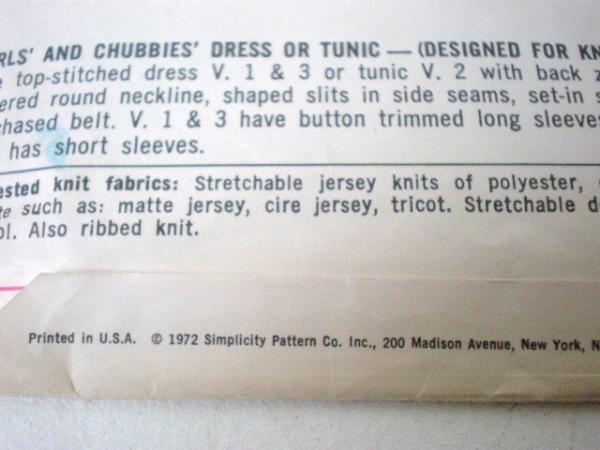 RLS' AND CHUBBIES' DRESS OR TUNIC — (DESIGNED FOR KN
e top-stitched dress V. 1 & 3 or tunic V. 2 with back z
ered round neckline, shaped slits in side seams, set-in s
chased belt. V. 1 & 3 have button trimmed long sleeves
has short sleeves.
ested knit fabrics: Stretchable jersey knits of polyester,
te such as: matte jersey, cire jersey, tricot. Stretchable d
ol. Also ribbed knit.
Printed in U.S.A. © 1972 Simplicity Pattern Co. Inc., 200 Madison Avenue, New York, N